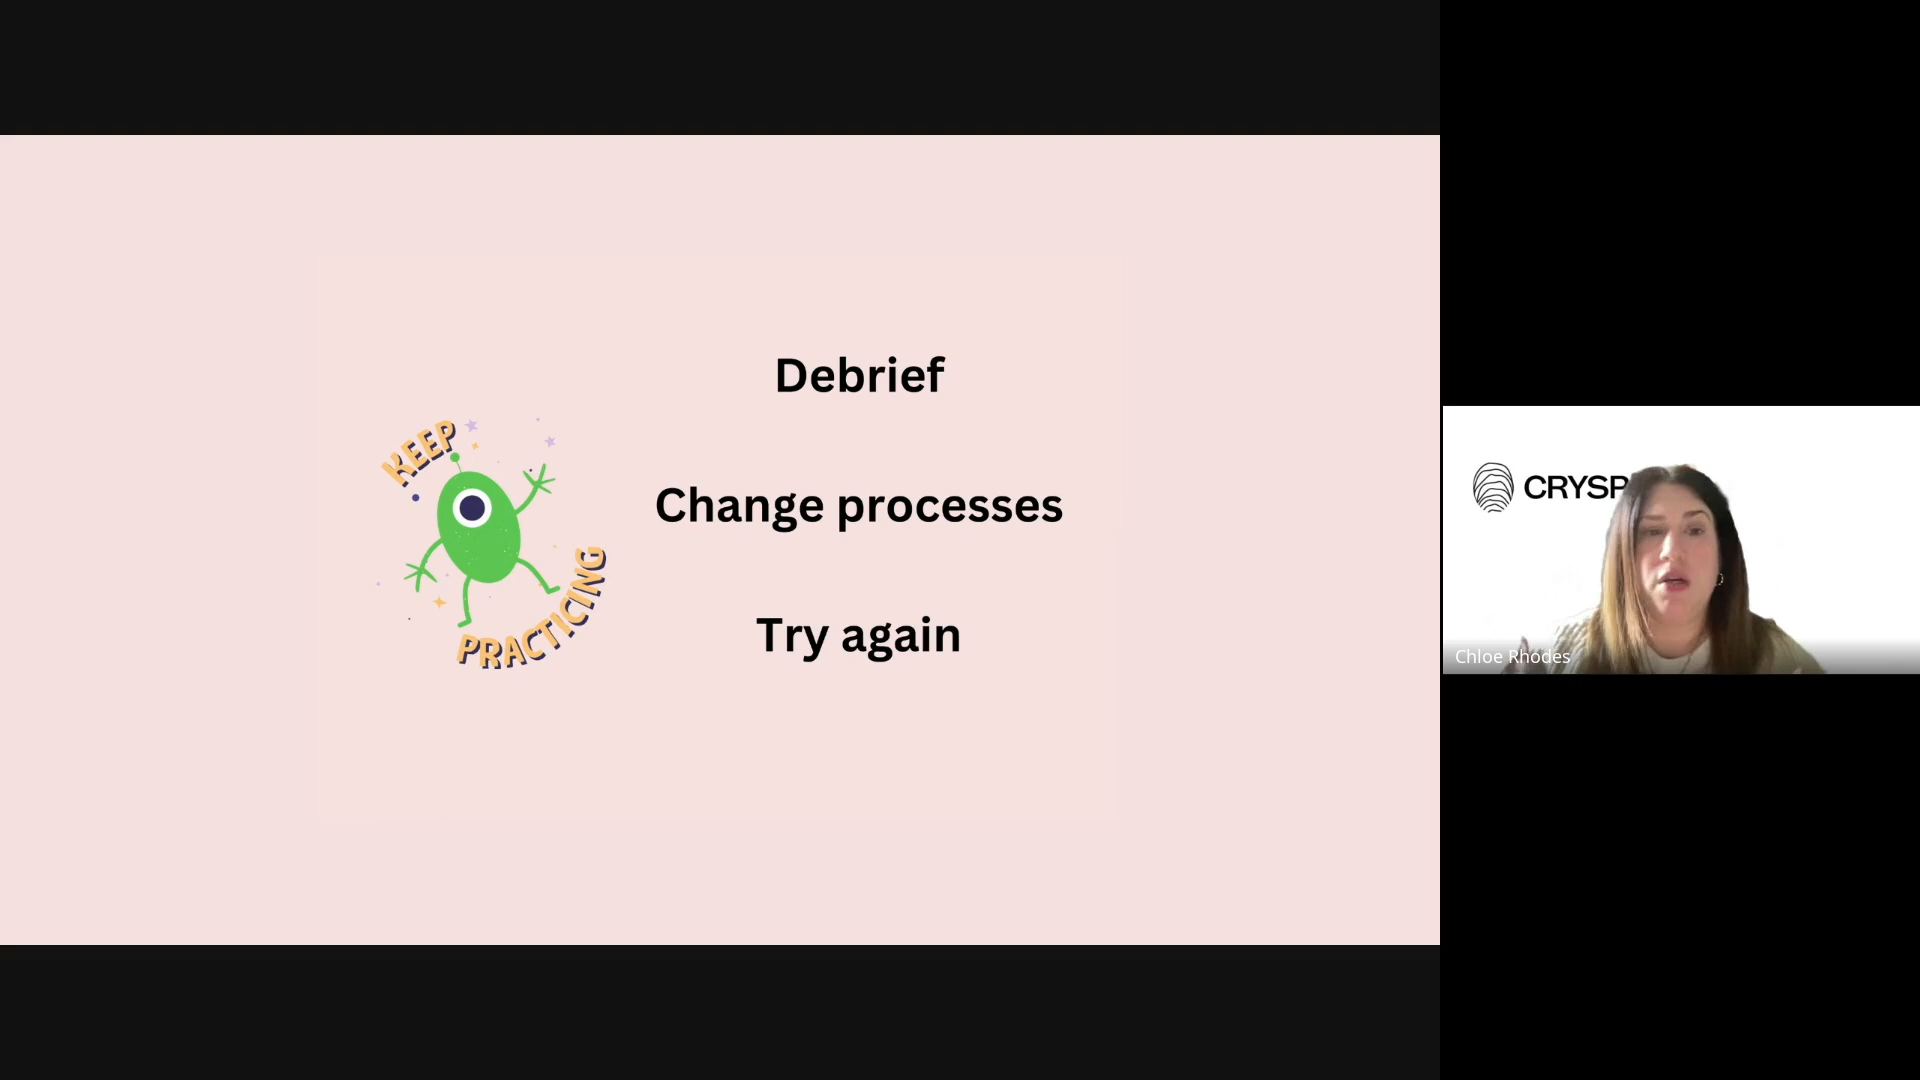 KEEP
PRACTICING
Debrief
Change processes
Try again
CRYSP
Chloe Rhodes